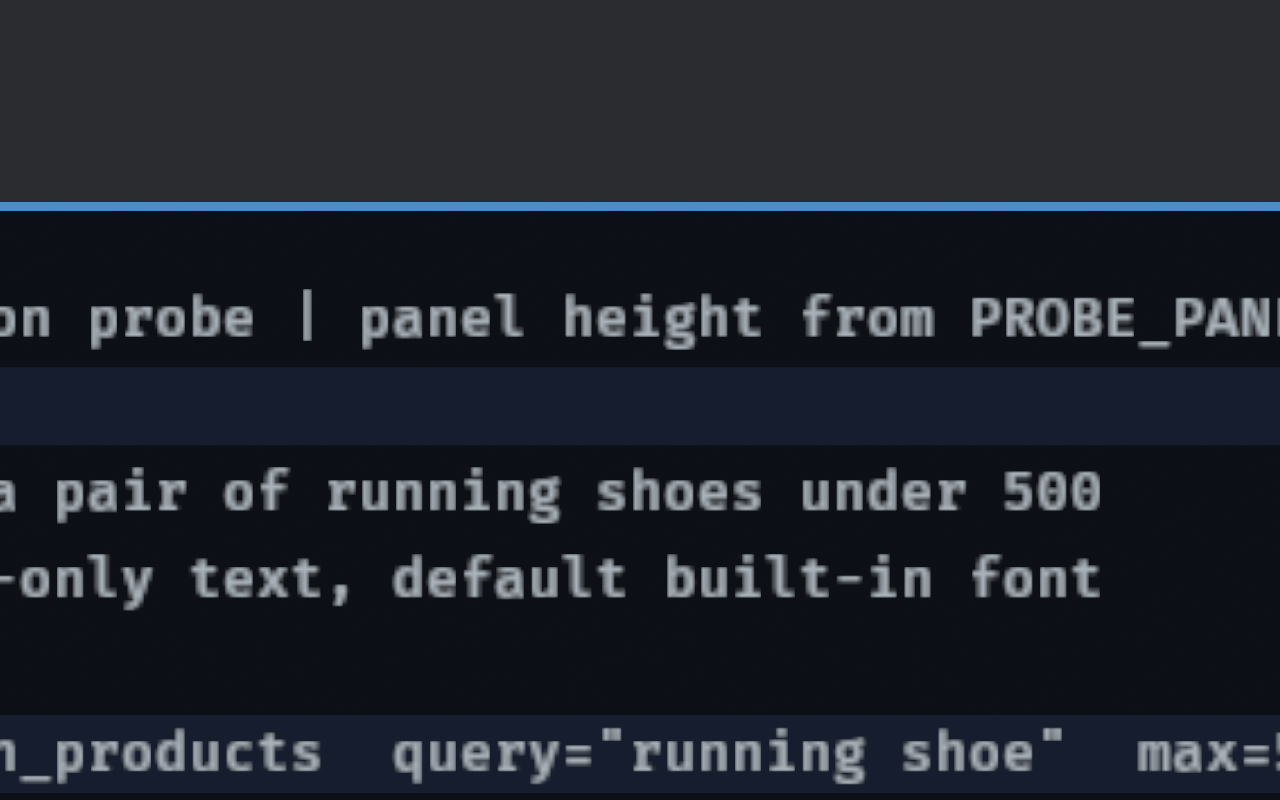 on probe | panel height from PROBE_PAN
a pair of running shoes under 500
-only text, default built-in font
_products  query="running shoe"  max=